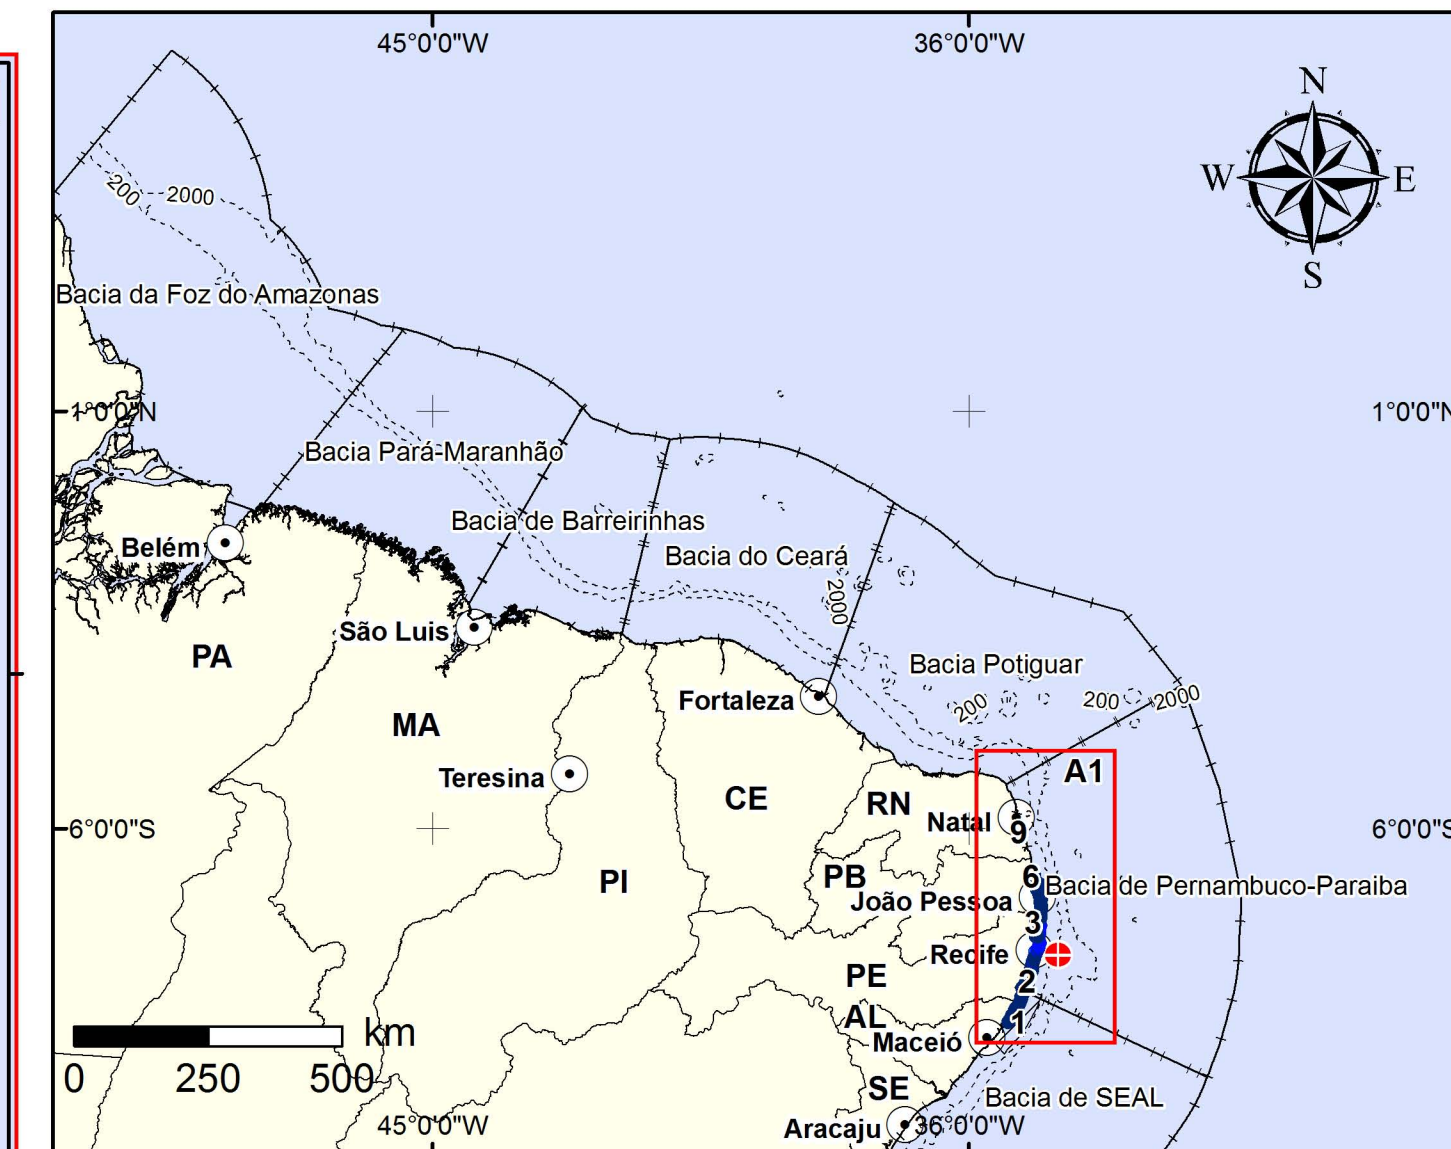 45°0'0"W
36°0'0"W
N
W
E
S
200
2000
Bacia da Foz do Amazonas
1°0'0"N
1°0'0"N
Bacia Pará-Maranhão
Bacia de Barreirinhas
Belém
Bacia do Ceará
2000
São Luis
PA
Bacia Potiguar
Fortaleza
200
200
2000
MA
A1
Teresina
CE
RN
Natal
9
6°0'0"S
6°0'0"S
PI
PB
6
Bacia de Pernambuco-Paraiba
João Pessoa
3
Recife
PE
2
AL
1
Maceió
km
0
250
500
SE
Bacia de SEAL
45°0'0"W
Aracaju
36°0'0"W